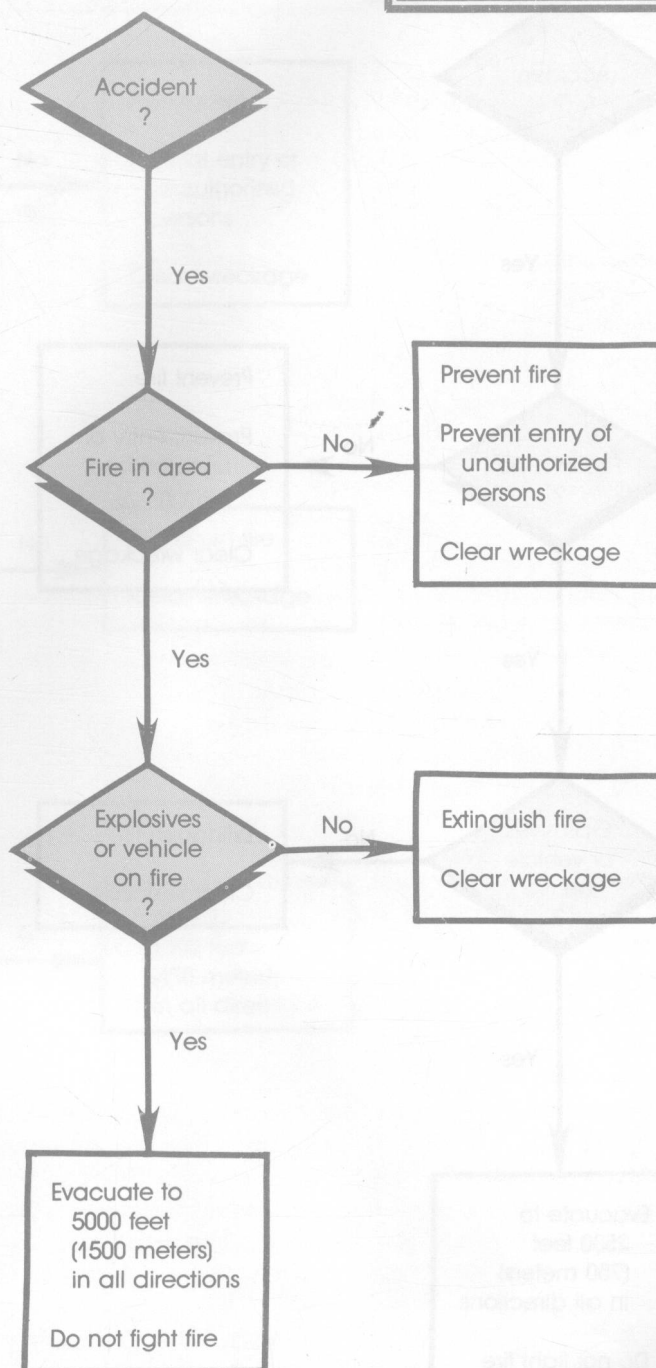 Accident
?
Yes
Fire in area
?
No
Prevent fire
Prevent entry of
unauthorized
persons
Clear wreckage
Yes
Explosives
or vehicle
on fire
?
No
Extinguish fire
Clear wreckage
Yes
Evacuate to
5000 feet
(1500 meters)
in all directions
Do not fight fire